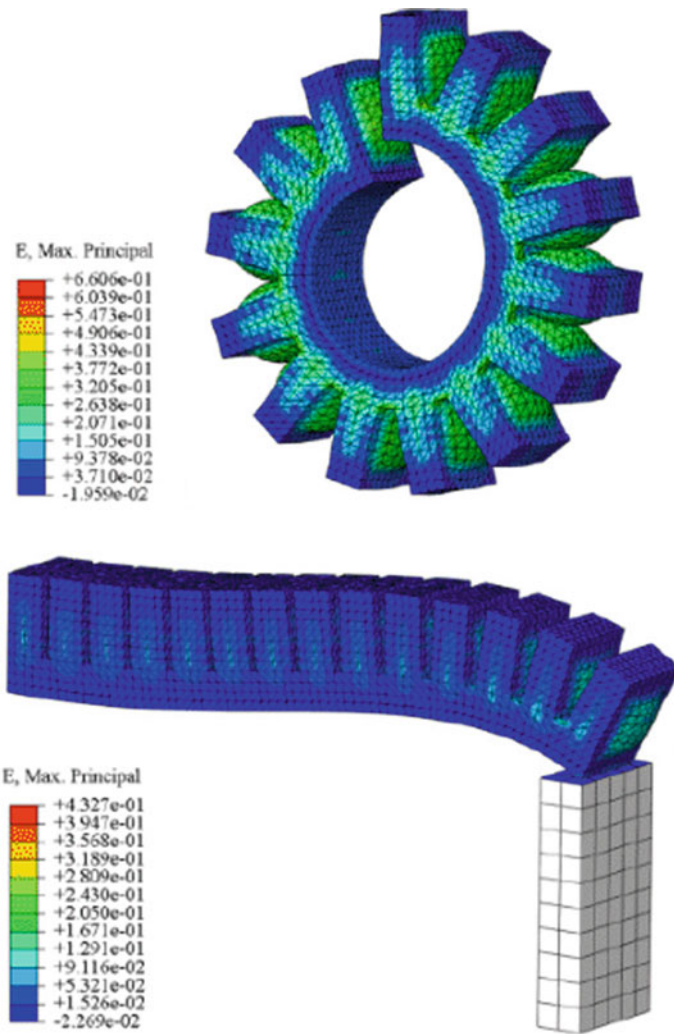 E, Max. Principal
+6.606e-01
+6.039e-01
+5.473e-01
+4.906e-01
+4.339e-01
+3.772e-01
+3.205e-01
+2.638e-01
+2.071e-01
+1.505e-01
+9.378e-02
+3.710e-02
-1.959e-02
E, Max. Principal
+4.327e-01
+3.947e-01
+3.568e-01
+3.189e-01
+2.809e-01
+2.430e-01
+2.050e-01
+1.671e-01
+1.291e-01
+9.116e-02
+5.321e-02
+1.526e-02
-2.269e-02